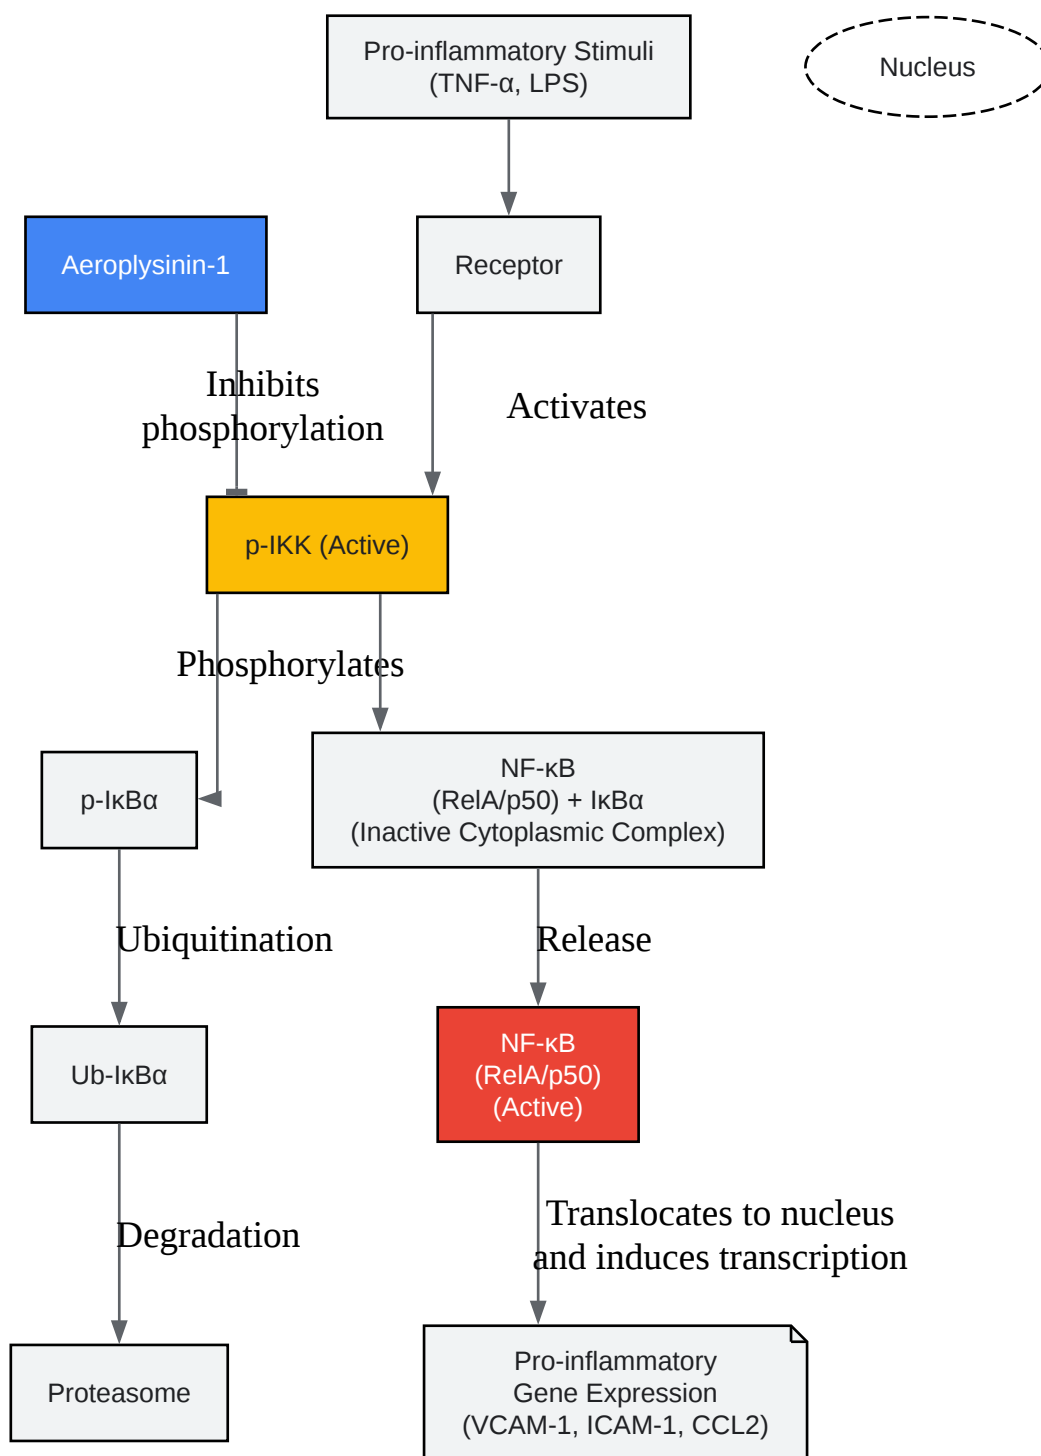 Pro-inflammatory Stimuli
(TNF-α, LPS)
Nucleus
Aeroplysinin-1
Receptor
Inhibits
phosphorylation
Activates
p-IKK (Active)
Phosphorylates
p-IκBα
NF-κB
(RelA/p50) + IκBα
(Inactive Cytoplasmic Complex)
Ubiquitination
Release
Ub-IκBα
NF-κB
(RelA/p50)
(Active)
Degradation
Translocates to nucleus
and induces transcription
Proteasome
Pro-inflammatory
Gene Expression
(VCAM-1, ICAM-1, CCL2)